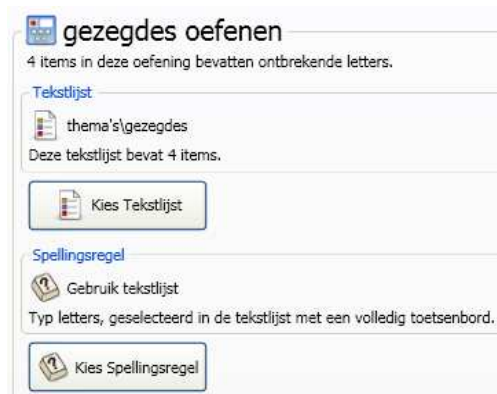 gezegdes oefenen
4 items in deze oefening bevatten ontbrekende letters.
Tekstlijst
thema's\gezegdes
Deze tekstlijst bevat 4 items.
Kies Tekstlijst
Spellingsregel
Gebruik tekstlijst
Typ letters, geselecteerd in de tekstlijst met een volledig toetsenbord.
Kies Spellingsregel